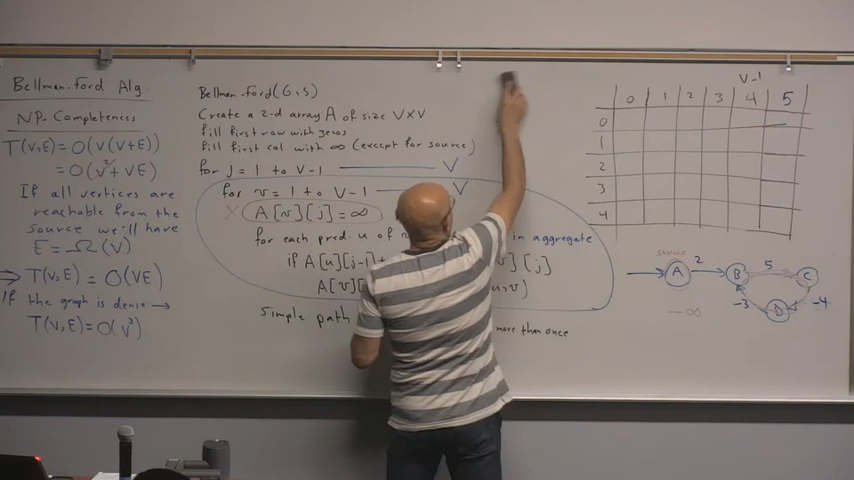 Bellman-Ford Alg.
NP-Completeness
T(V,E) = O(V(V+E))
= O(V²+VE)
If all vertices are
reachable from the
source we'll have
E = Ω(V)
T(V,E) = O(VE)
If the graph is dense →
T(V,E) = O(V³)
Bellman-Ford(G,S)
Create a 2-d array A of size V×V
fill first row with zeros
fill first col with ∞ (except for source)
for j = 1 to V-1 V
for v = 1 to V-1 V
× A[v][j] = ∞
for each pred. u of in aggregate
if A[u][j-1] ][j]
A[v] u,v)
Simple path more than once
V-1
0 1 2 3 4 5
0
1
2
3
4
source
A 2 B 5 C
-3 D -4
-∞